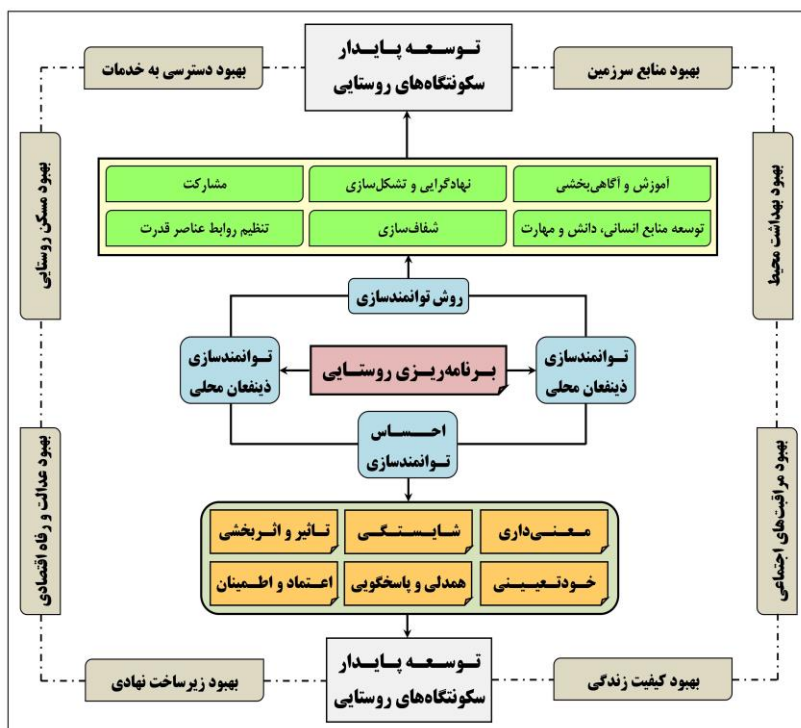 توسعه پایدار
سکونتگاه‌های روستایی
بهبود منابع سرزمین
بهبود دسترسی به خدمات
بهبود بهداشت محیط
بهبود مسکن روستایی
آموزش و آگاهی‌بخشی
نهادگرایی و تشکل‌سازی
مشارکت
توسعه منابع انسانی، دانش و مهارت
شفاف‌سازی
تنظیم روابط عناصر قدرت
روش توانمندسازی
توانمندسازی
ذینفعان محلی
برنامه‌ریزی روستایی
توانمندسازی
ذینفعان محلی
احساس
توانمندسازی
بهبود مراقبت‌های اجتماعی
بهبود عدالت و رفاه اقتصادی
معنی‌داری
شایستگی
تاثیر و اثربخشی
خودتعیینی
همدلی و پاسخگویی
اعتماد و اطمینان
بهبود کیفیت زندگی
توسعه پایدار
سکونتگاه‌های روستایی
بهبود زیرساخت نهادی